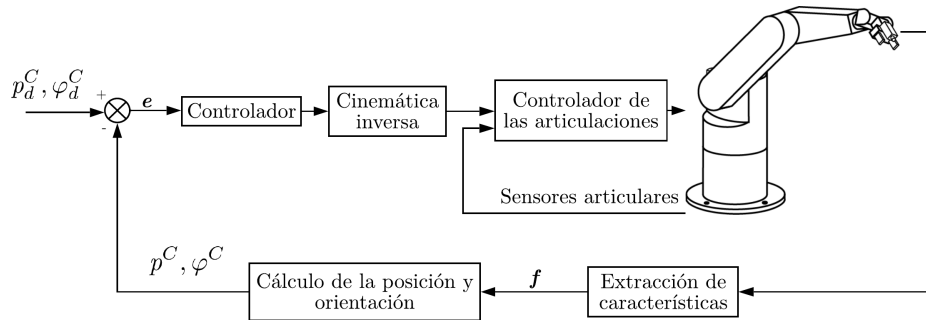 p_d^C, φ_d^C
+
-
e
Controlador
Cinemática
inversa
Controlador de
las articulaciones
Sensores articulares
p^C, φ^C
Cálculo de la posición y
orientación
f
Extracción de
características